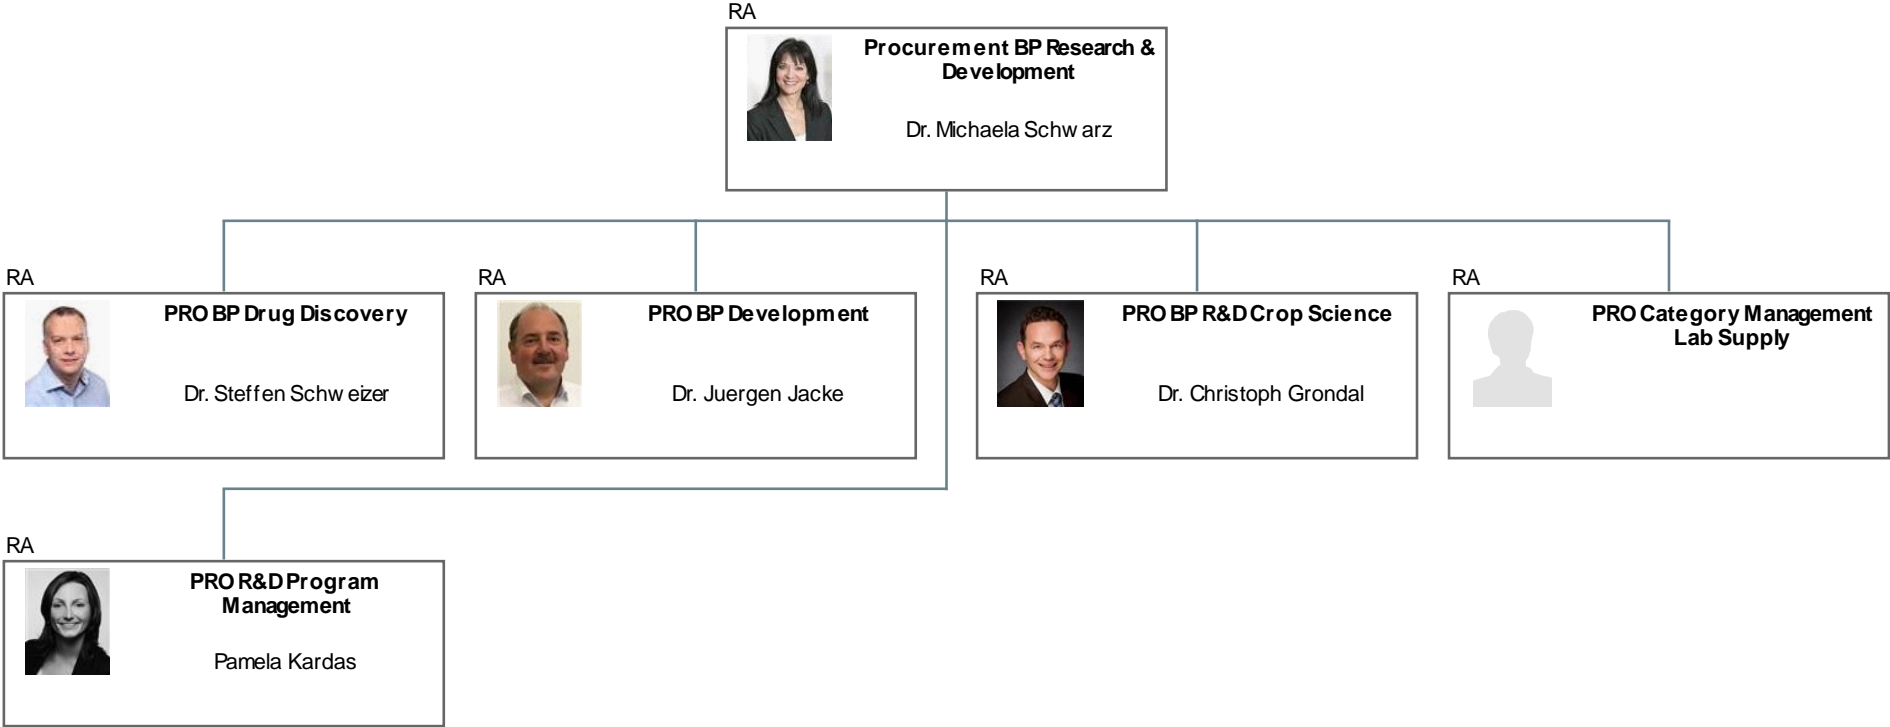 RA
Procurement BP Research &
Development
Dr. Michaela Schwarz
RA
PRO BP Drug Discovery
Dr. Steffen Schweizer
RA
PRO BP Development
Dr. Juergen Jacke
RA
PRO BP R&D Crop Science
Dr. Christoph Grondal
RA
PRO Category Management
Lab Supply
RA
PRO R&D Program
Management
Pamela Kardas